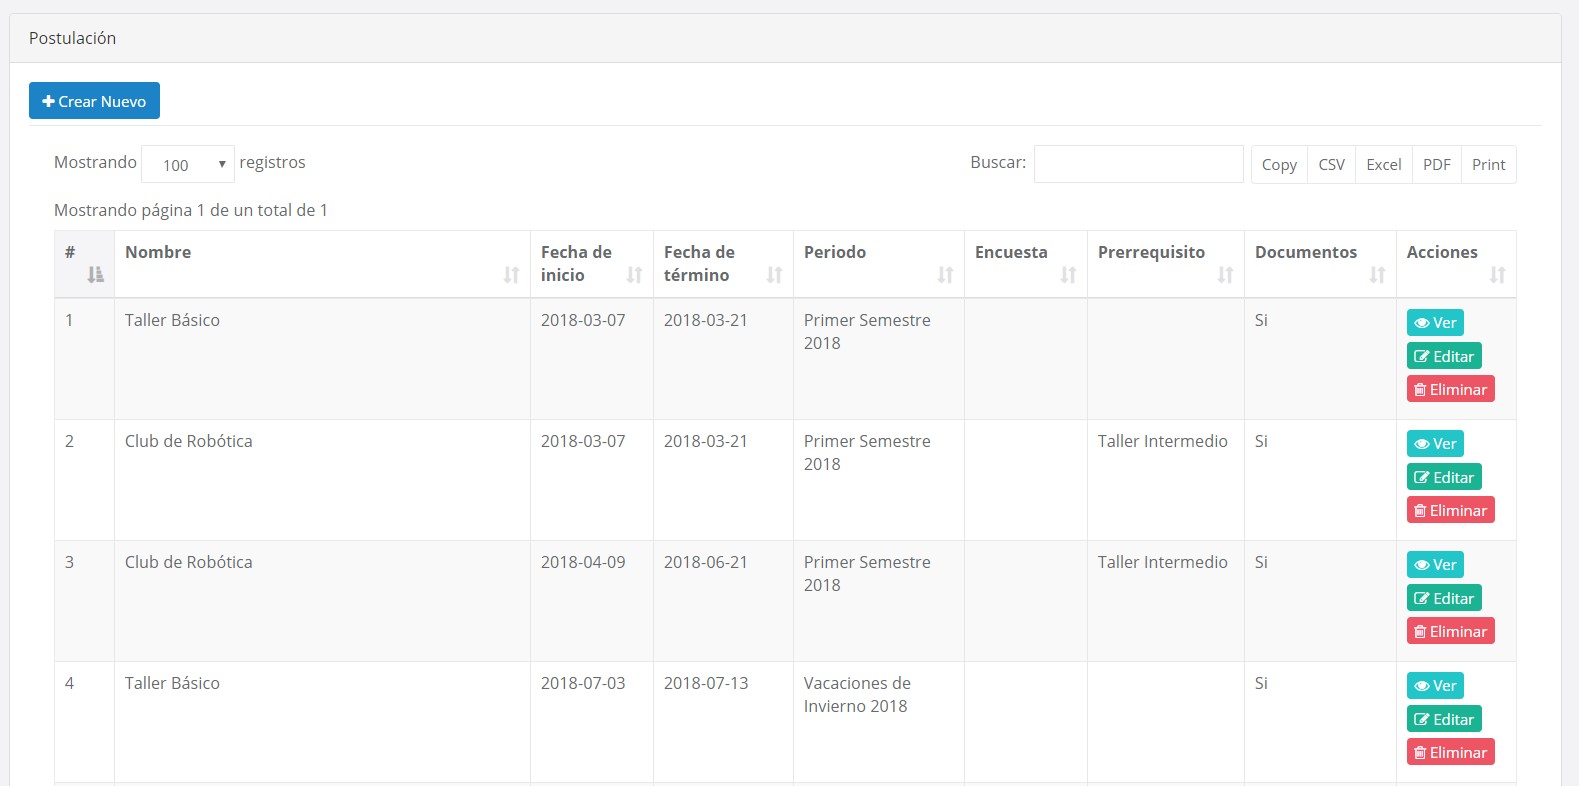 Postulación
Crear Nuevo
Mostrando 100 registros
Buscar: Copy CSV Excel PDF Print
Mostrando página 1 de un total de 1
# Nombre Fecha de inicio Fecha de término Periodo Encuesta Prerrequisito Documentos Acciones
1 Taller Básico 2018-03-07 2018-03-21 Primer Semestre 2018 Si Ver
Editar
Eliminar
2 Club de Robótica 2018-03-07 2018-03-21 Primer Semestre 2018 Taller Intermedio Si Ver
Editar
Eliminar
3 Club de Robótica 2018-04-09 2018-06-21 Primer Semestre 2018 Taller Intermedio Si Ver
Editar
Eliminar
4 Taller Básico 2018-07-03 2018-07-13 Vacaciones de Invierno 2018 Si Ver
Editar
Eliminar